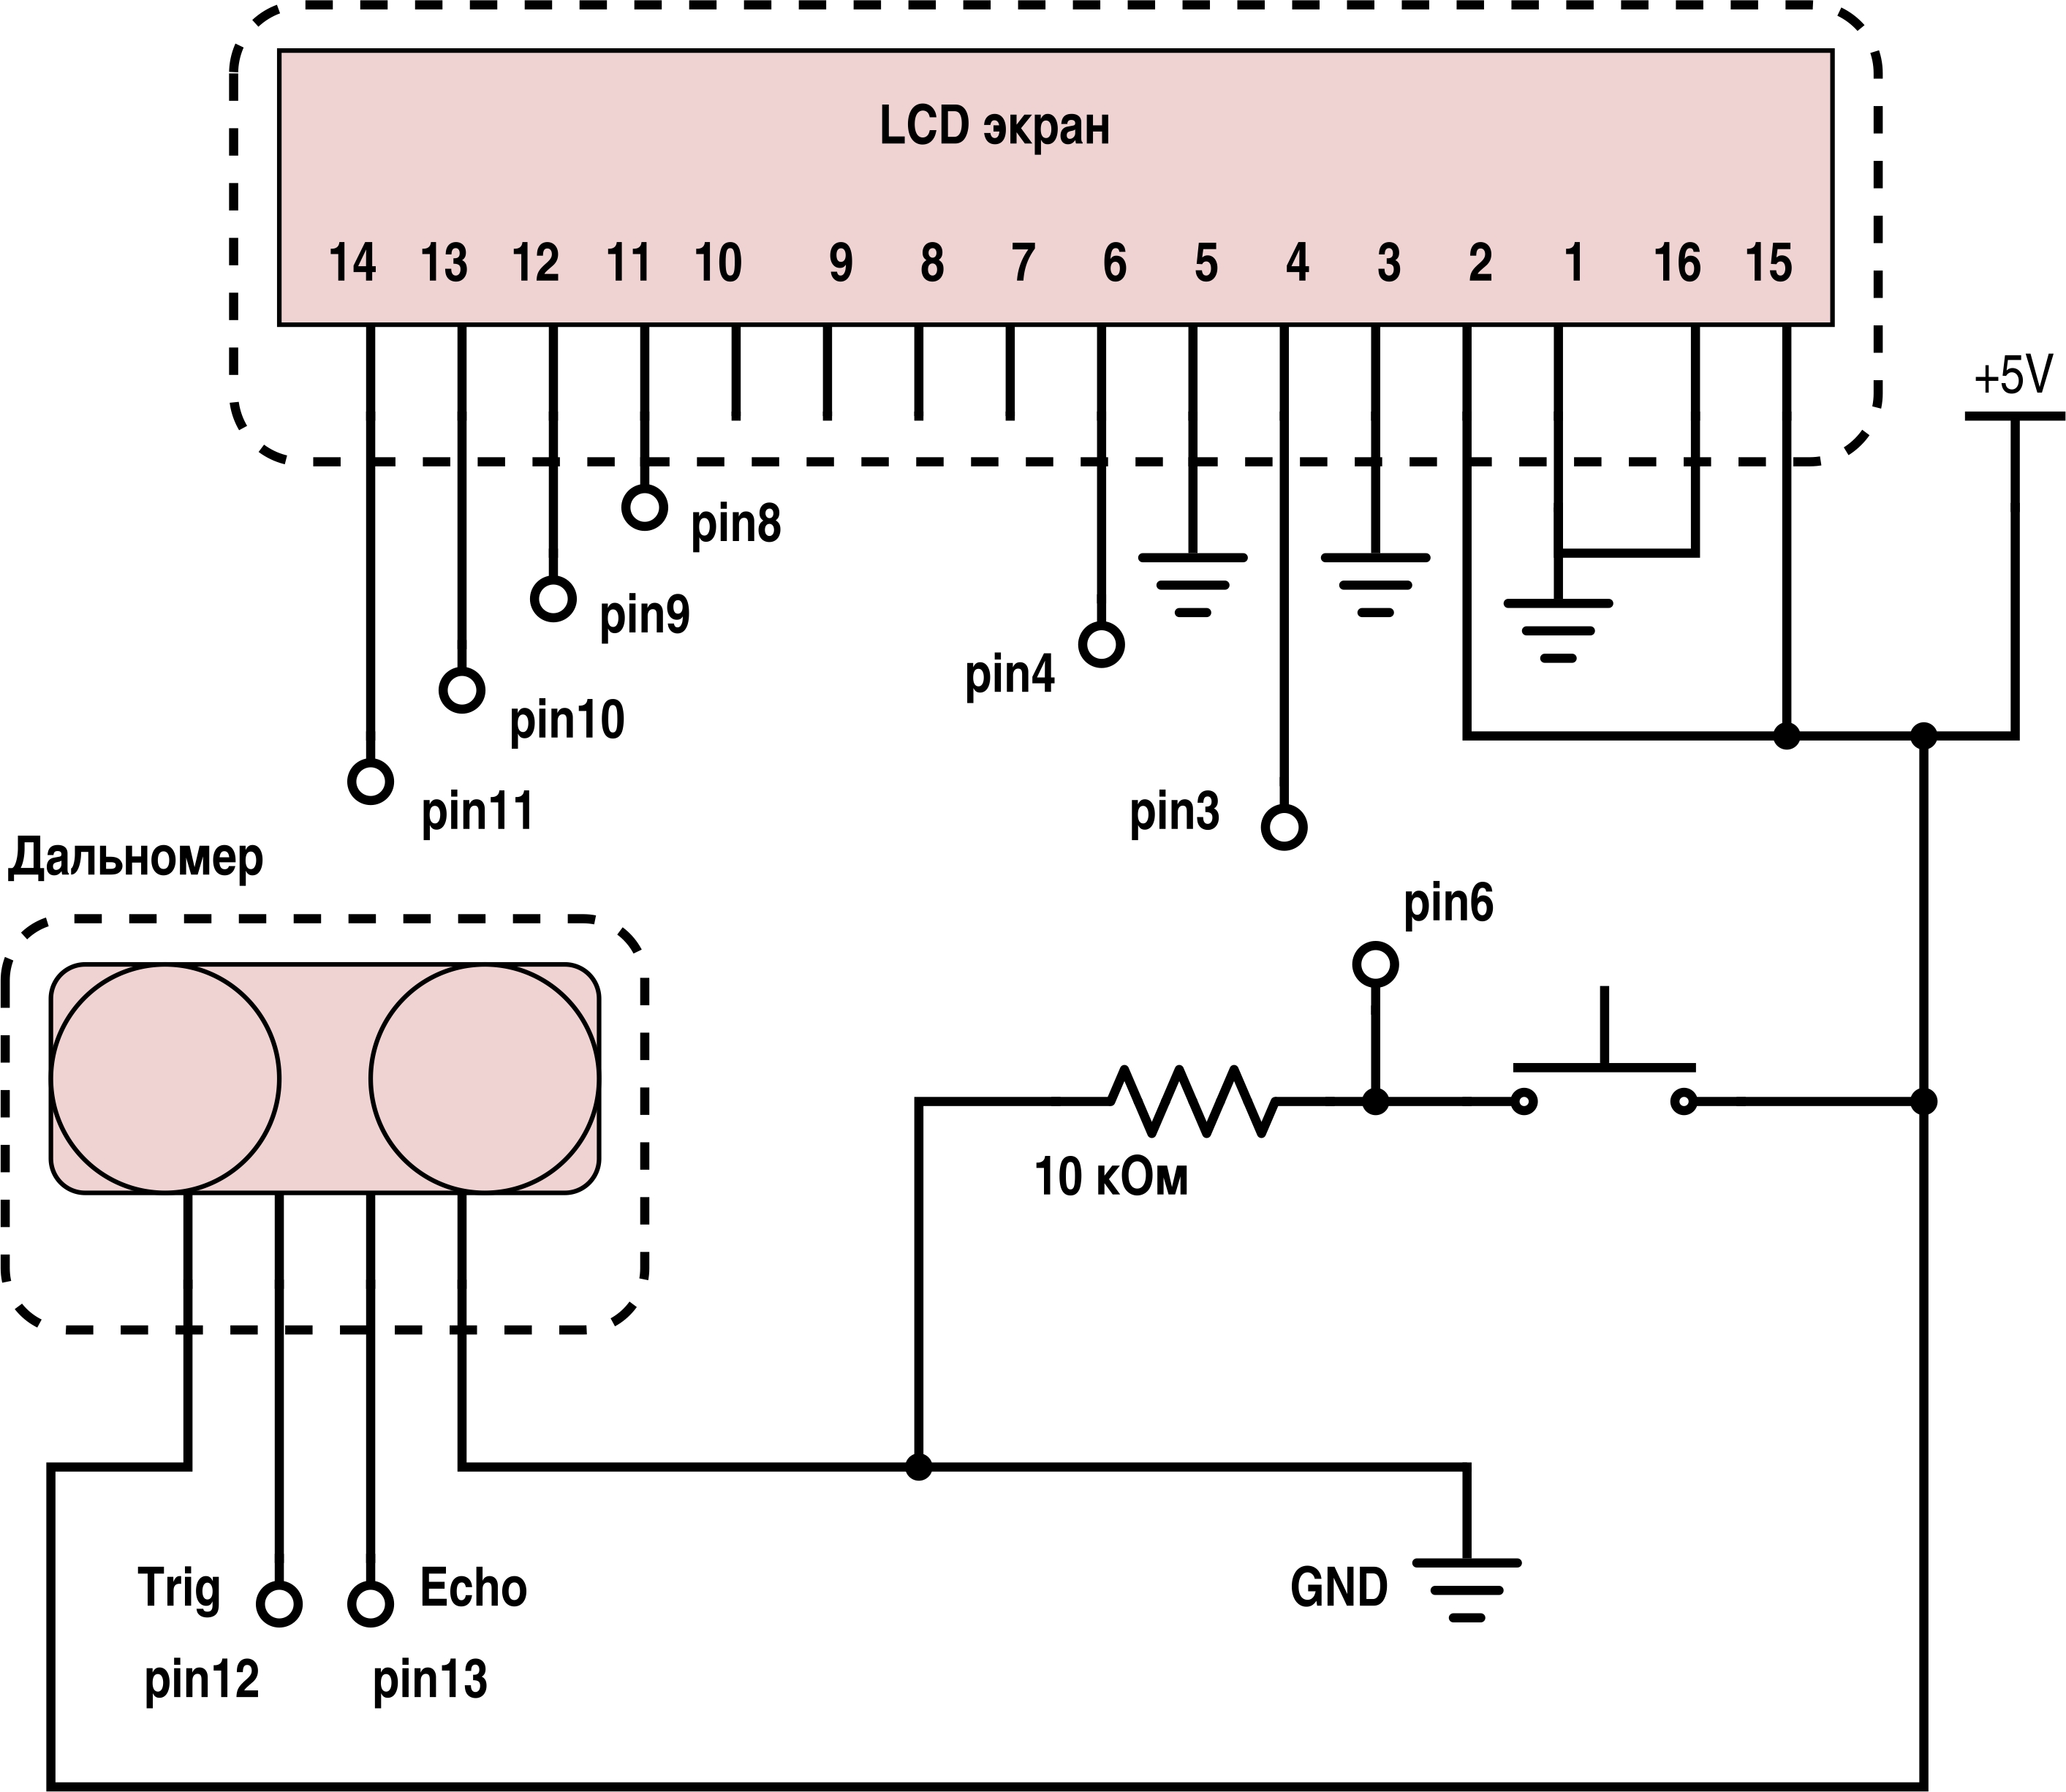 LCD экран
14 13 12 11 10 9 8 7 6 5 4 3 2 1 16 15
+5V
pin8
pin9
pin4
pin10
pin11
pin3
Дальномер
pin6
10 кОм
Trig
Echo
GND
pin12
pin13